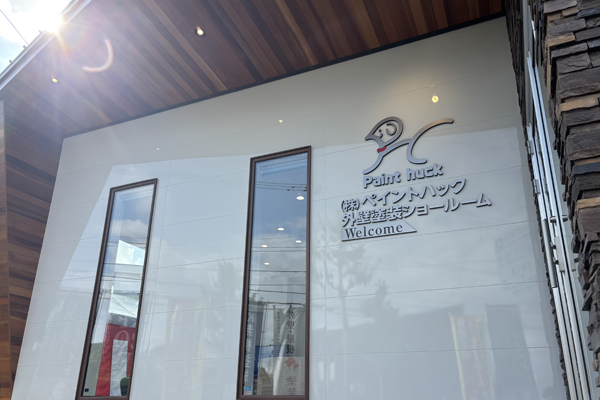 Paint huck
(株)ペイントハック
外壁塗装ショールーム
Welcome